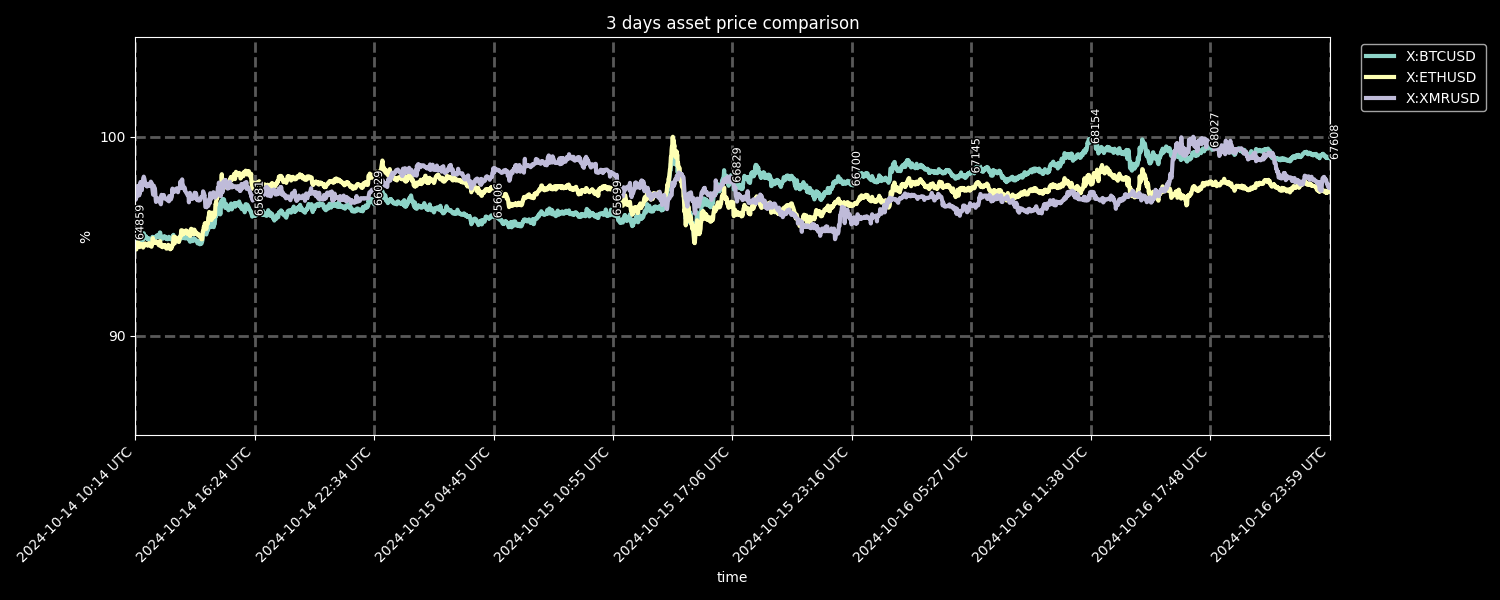 3 days asset price comparison
X:BTCUSD
X:ETHUSD
X:XMRUSD
100
90
%
64859
65681
66029
65606
65699
66829
66700
67145
68154
68027
67608
2024-10-14 10:14 UTC
2024-10-14 16:24 UTC
2024-10-14 22:34 UTC
2024-10-15 04:45 UTC
2024-10-15 10:55 UTC
2024-10-15 17:06 UTC
2024-10-15 23:16 UTC
2024-10-16 05:27 UTC
2024-10-16 11:38 UTC
2024-10-16 17:48 UTC
2024-10-16 23:59 UTC
time